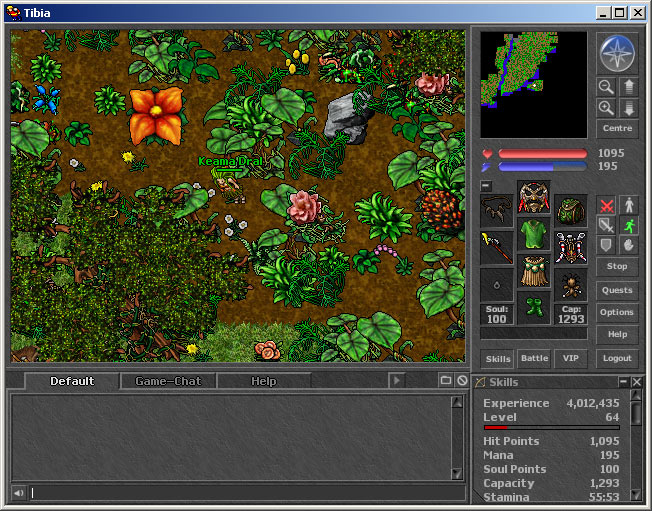 Tibia
Centre
1095
195
Keama Dral
Soul:
100
Cap:
1293
Stop
Quests
Options
Help
Skills
Battle
VIP
Logout
Default
Game-Chat
Help
Skills
Experience 4,012,435
Level 64
Hit Points 1,095
Mana 195
Soul Points 100
Capacity 1,293
Stamina 55:53